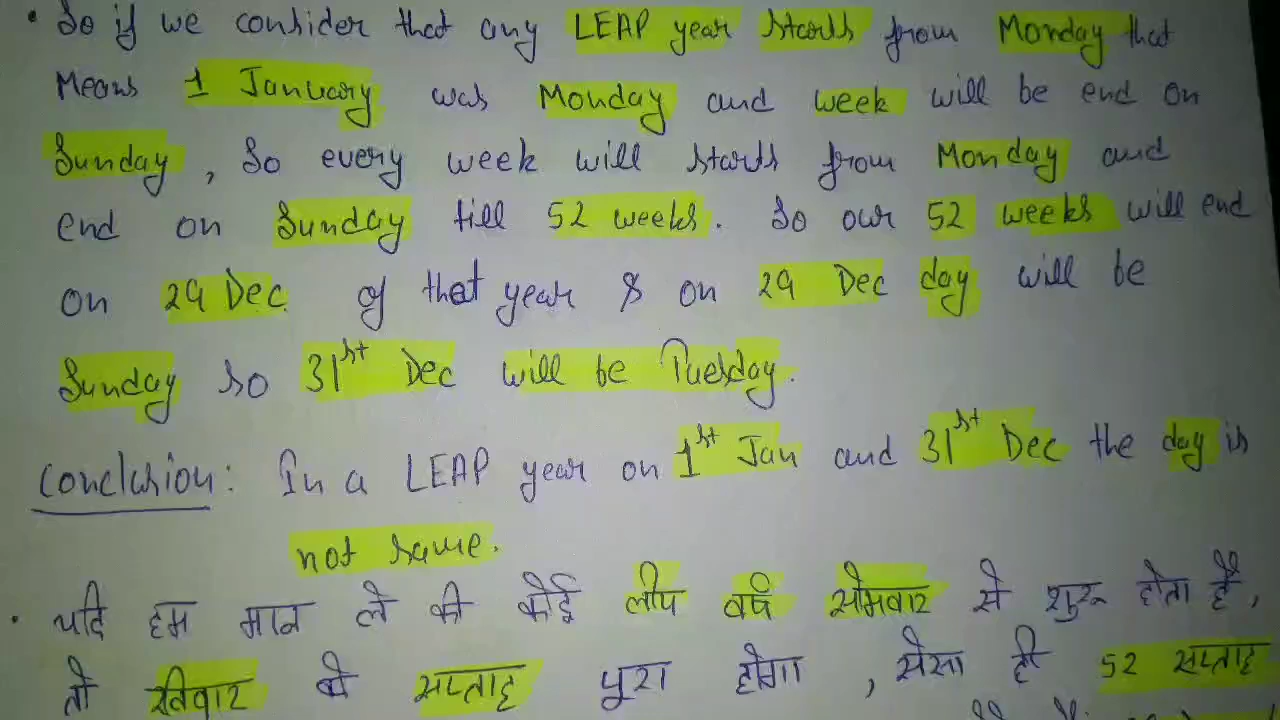 • So if we consider that any LEAP year starts from Monday that
Means 1 January was Monday and week will be end on
Sunday, So every week will starts from Monday and
end on Sunday till 52 weeks. So our 52 weeks will end
on 29 Dec. of that year & on 29 Dec day will be
Sunday so 31st Dec will be Tuesday.
Conclusion: In a LEAP year on 1st Jan and 31st Dec the day is
not same.
• यदि हम मान ले की कोई लीप वर्ष सोमवार से शुरू होता है,
तो रविवार को सप्ताह पूरा होगा, ऐसा ही 52 सप्ताह